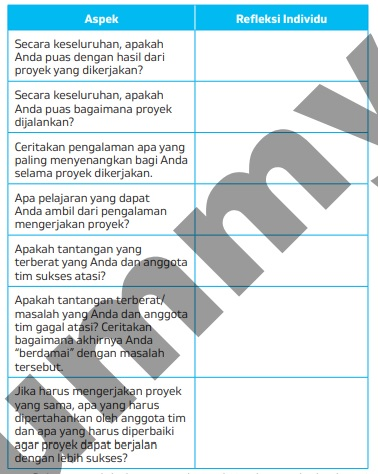 Aspek
Refleksi Individu
Secara keseluruhan, apakah
Anda puas dengan hasil dari
proyek yang dikerjakan?
Secara keseluruhan, apakah
Anda puas bagaimana proyek
dijalankan?
Ceritakan pengalaman apa yang
paling menyenangkan bagi Anda
selama proyek dikerjakan.
Apa pelajaran yang dapat
Anda ambil dari pengalaman
mengerjakan proyek?
Apakah tantangan yang
terberat yang Anda dan anggota
tim sukses atasi?
Apakah tantangan terberat/
masalah yang Anda dan anggota
tim gagal atasi? Ceritakan
bagaimana akhirnya Anda
“berdamai” dengan masalah
tersebut.
Jika harus mengerjakan proyek
yang sama, apa yang harus
dipertahankan oleh anggota tim
dan apa yang harus diperbaiki
agar proyek dapat berjalan
dengan lebih sukses?